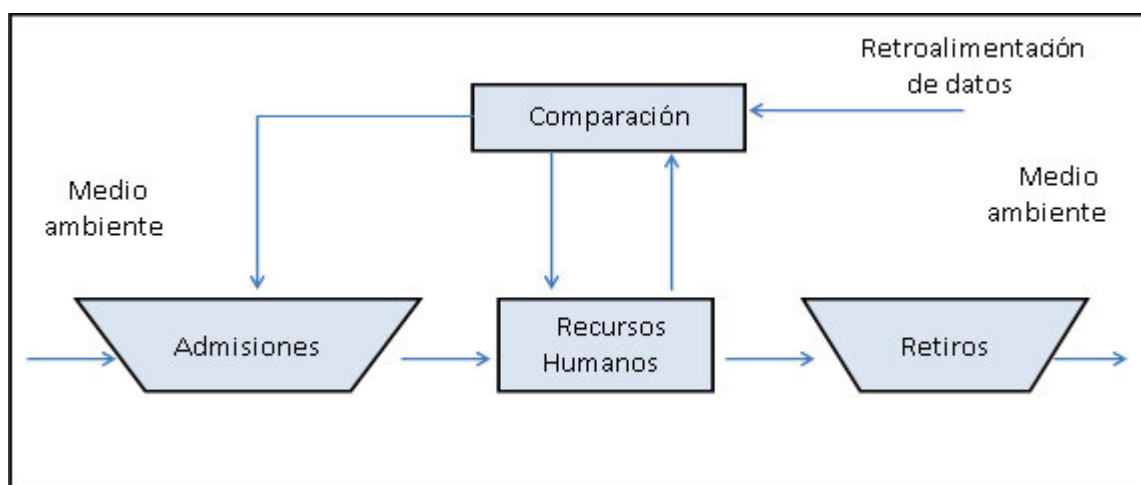 Retroalimentación
de datos
Comparación
Medio
ambiente
Medio
ambiente
Admisiones
Recursos
Humanos
Retiros